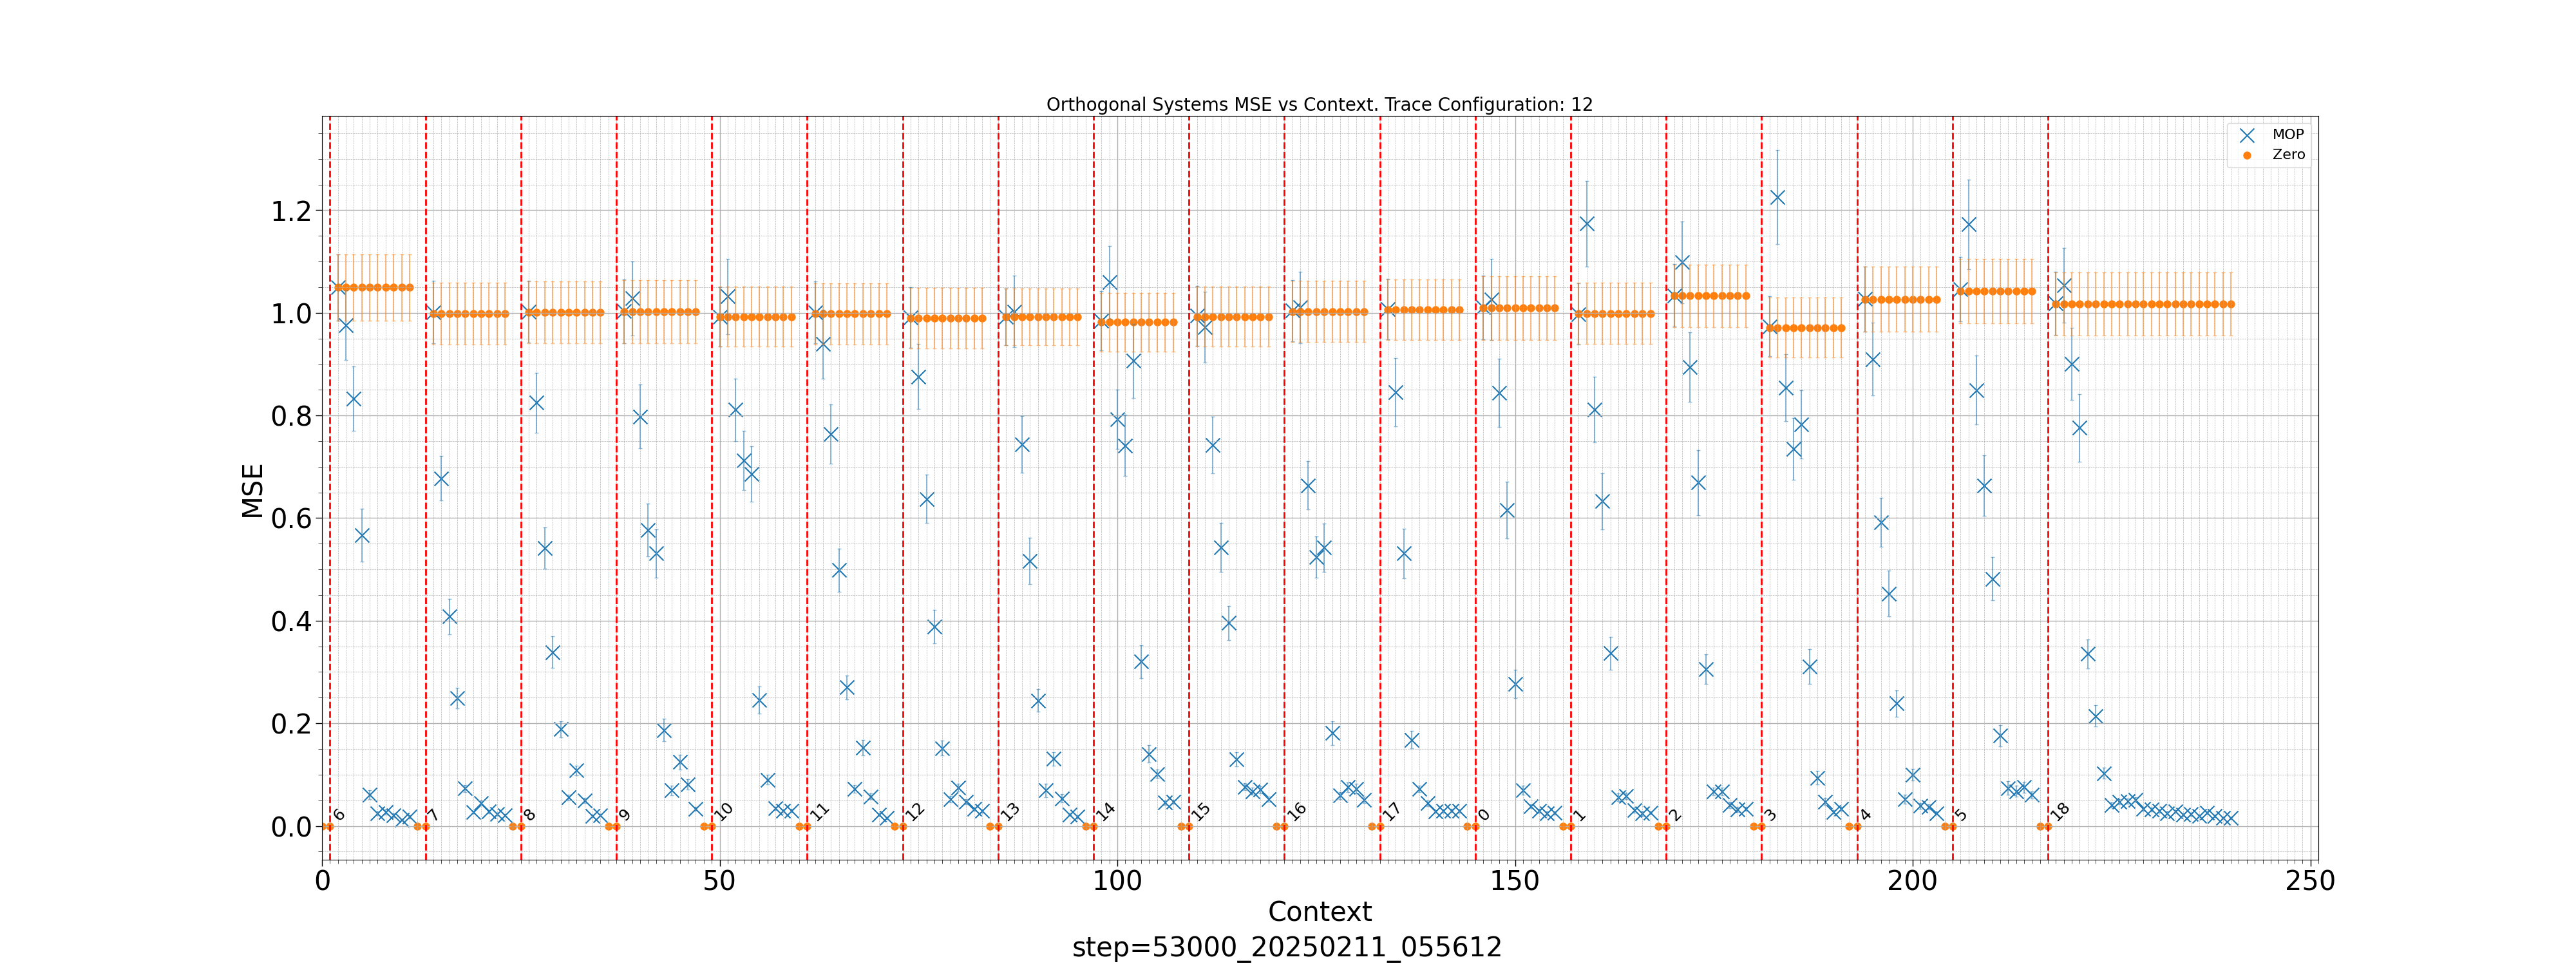 Orthogonal Systems MSE vs Context. Trace Configuration: 12
MOP
Zero
MSE
1.2
1.0
0.8
0.6
0.4
0.2
0.0
6 7 8 9 10 11 12 13 14 15 16 17 0 1 2 3 4 5 18
0 50 100 150 200 250
Context
step=53000_20250211_055612